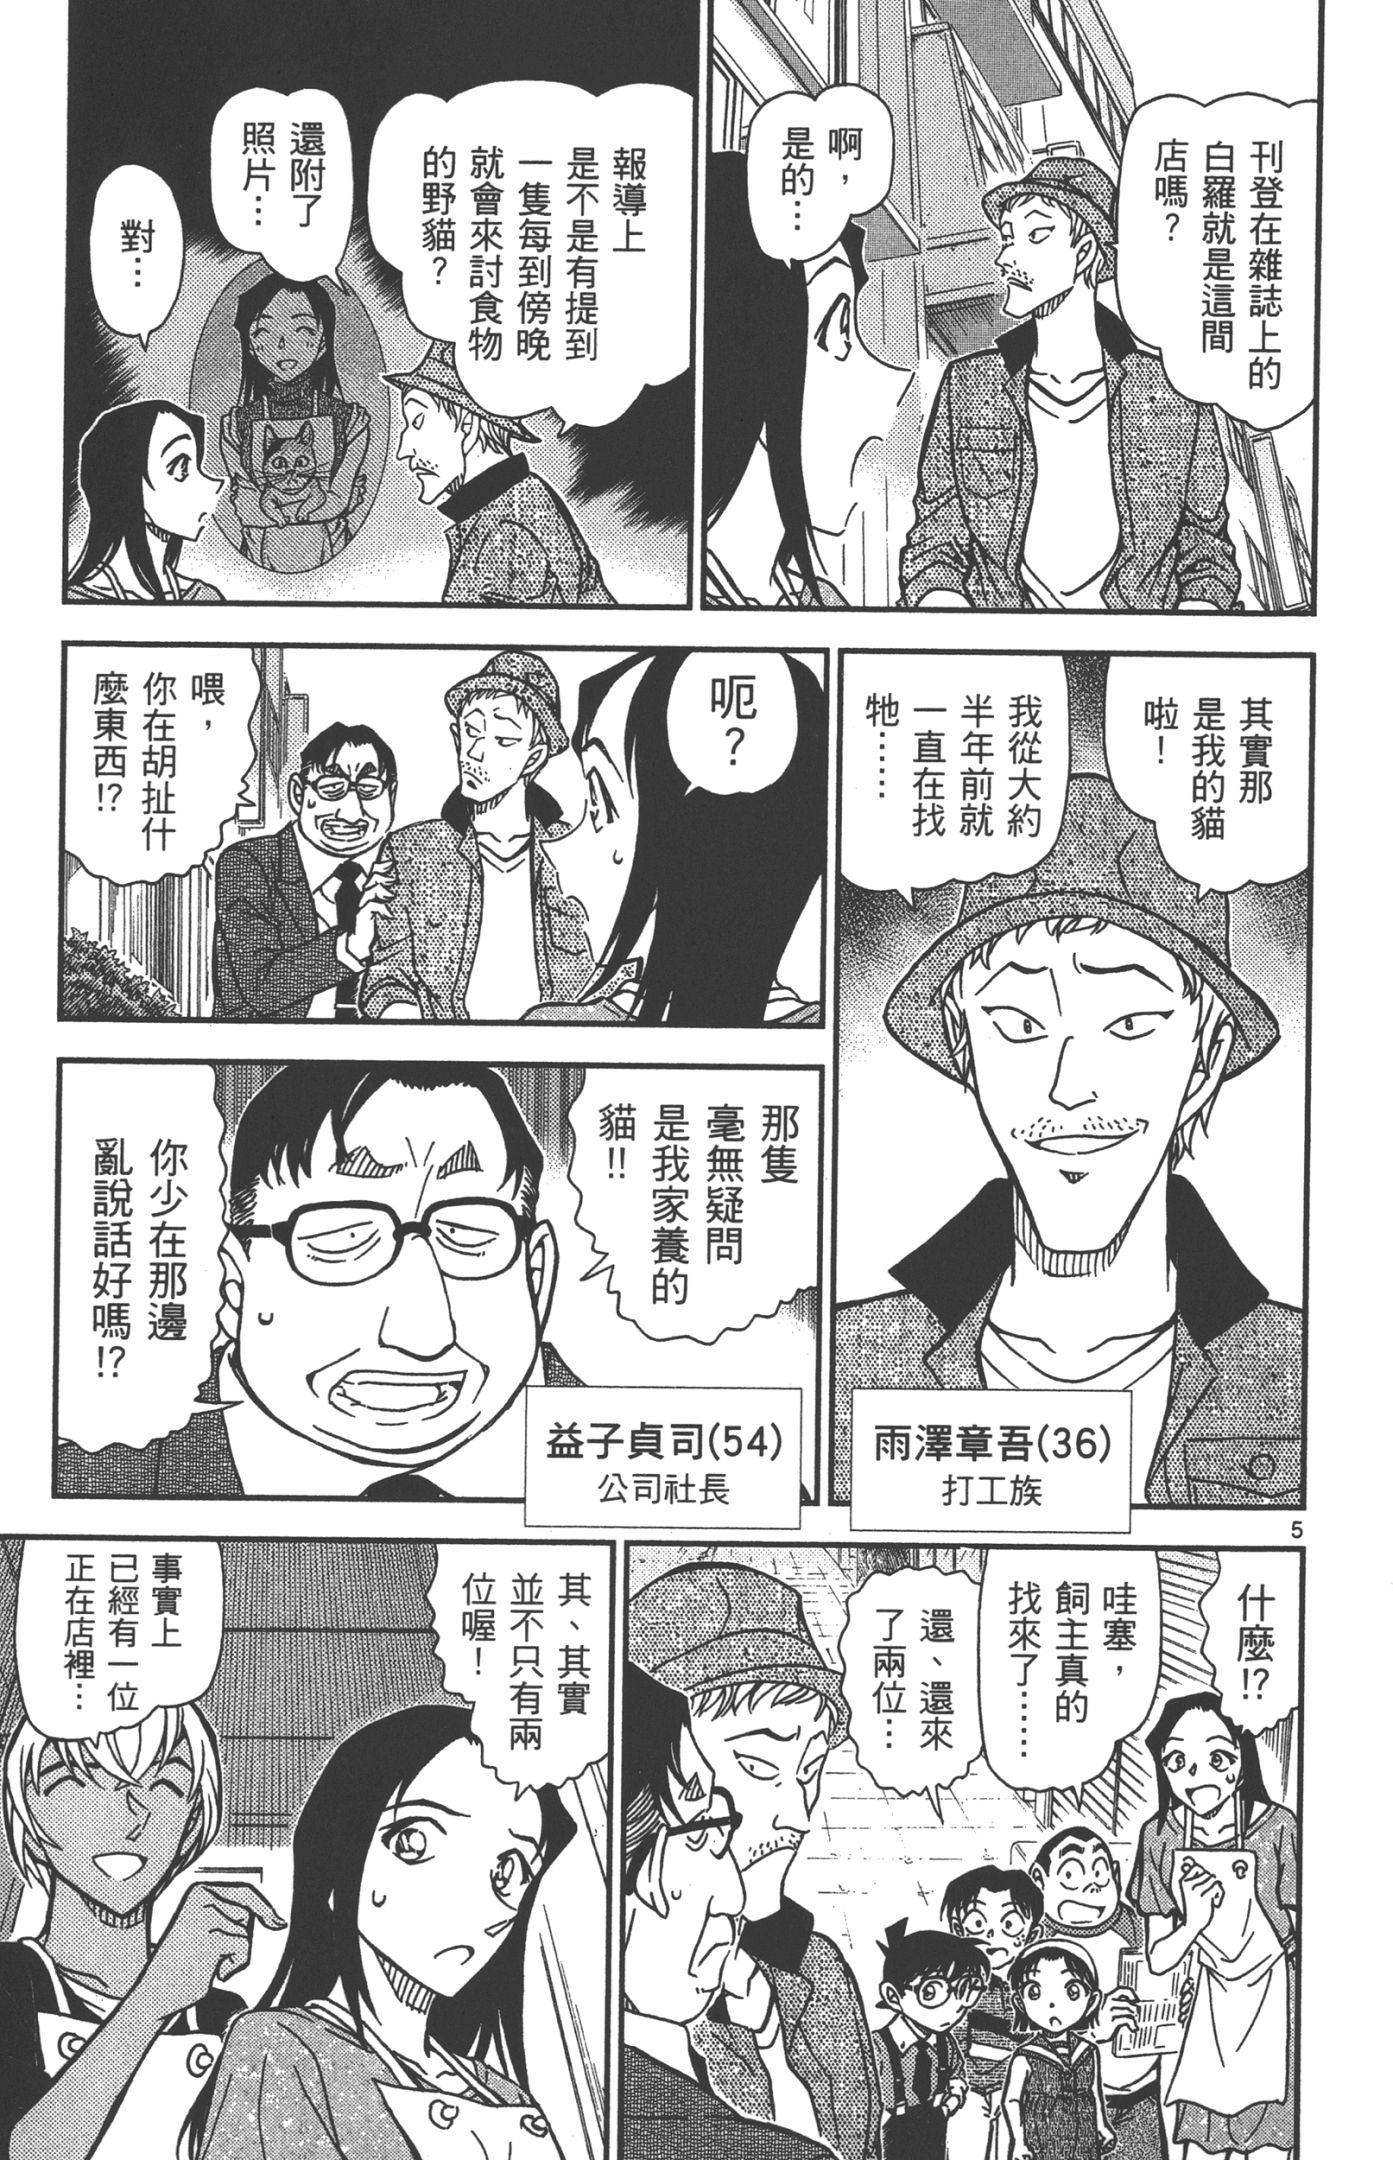 刊登在雜誌上的
白羅就是這間
店嗎?
啊，
是的…
報導上
是不是有提到
一隻每到傍晚
就會來討食物
的野貓?
還附了
照片…
對…
其實那
是我的貓
啦!
我從大約
半年前就
一直在找
牠……
雨澤章吾(36)
打工族
呃?
喂，
你在胡扯什
麼東西!?
那隻
毫無疑問
是我家養的
貓!!
你少在那邊
亂說話好嗎!?
益子貞司(54)
公司社長
5
什麼!?
哇塞，
飼主真的
找來了……
還、還來
了兩位…
其、其實
並不只有兩
位喔!
事實上
已經有一位
正在店裡…